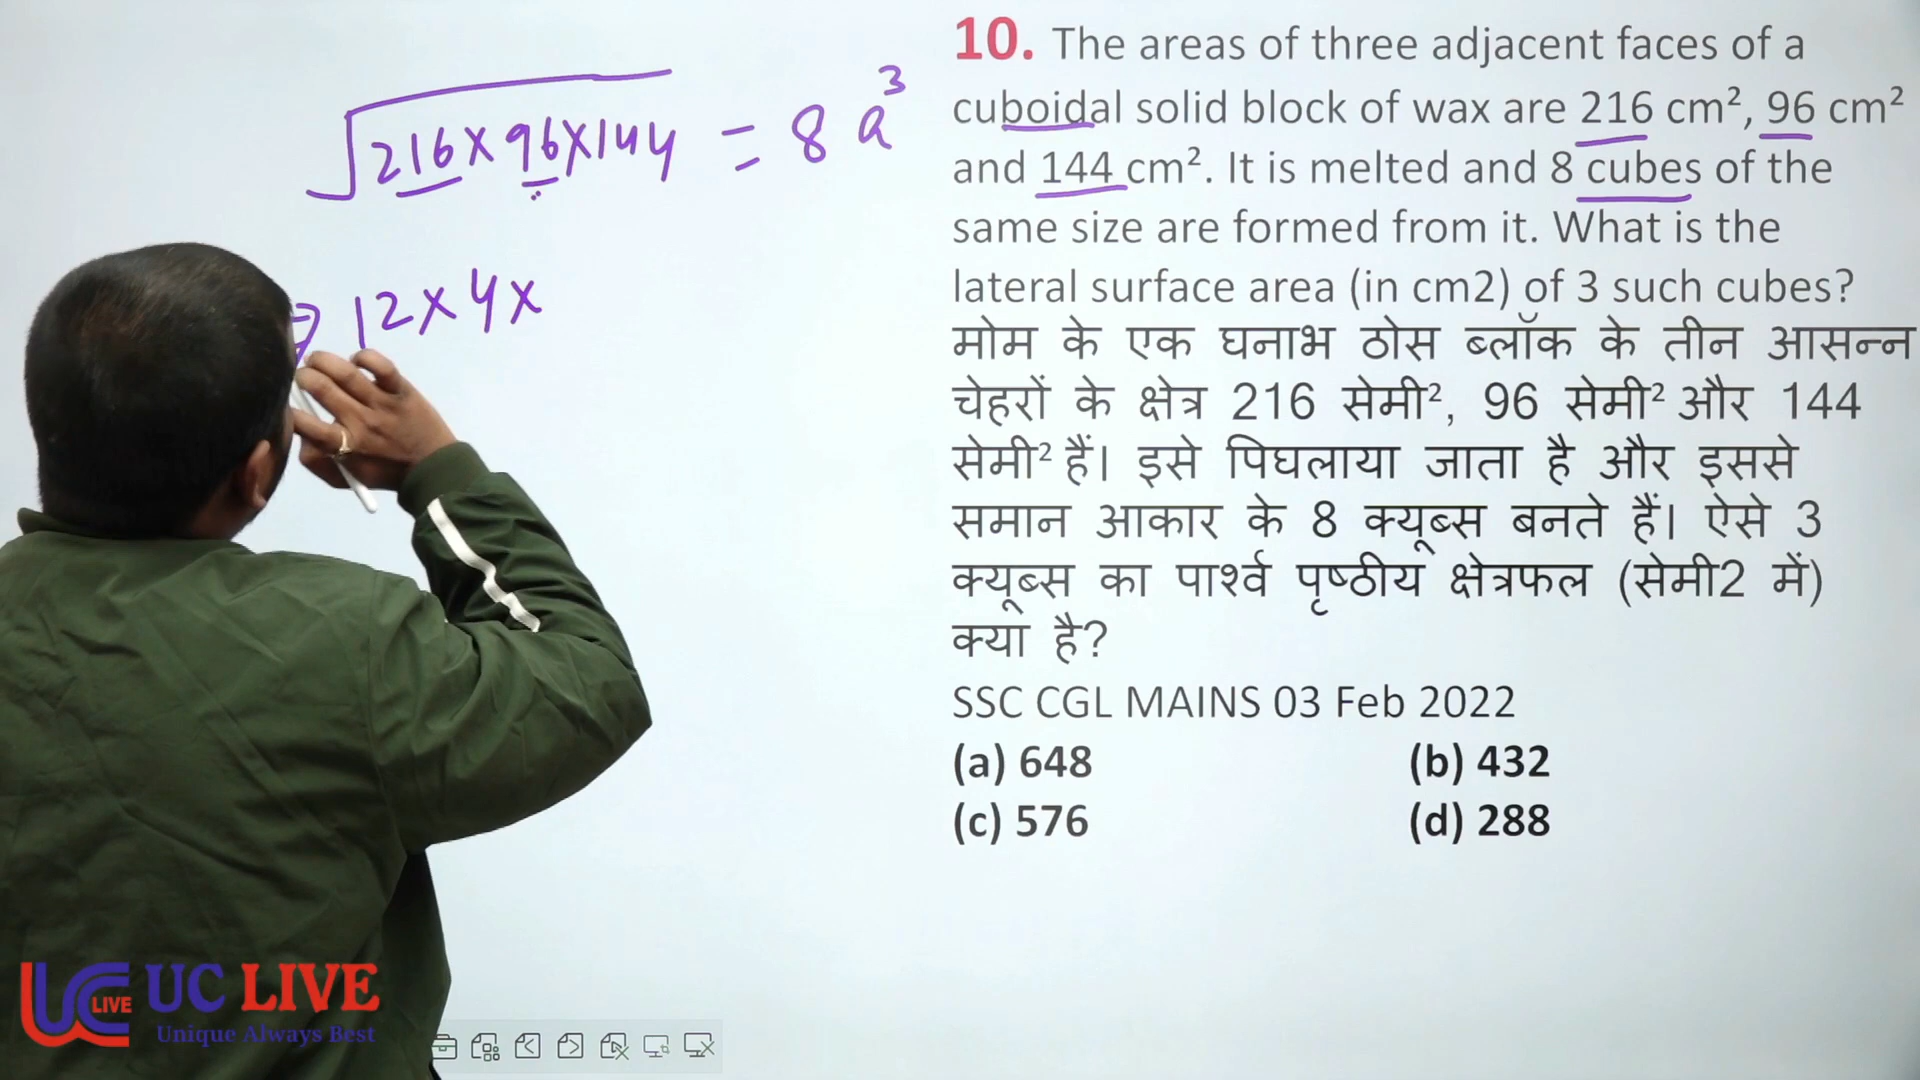 √216×96×144 = 8a³
⇒ 12×4×
10. The areas of three adjacent faces of a
cuboidal solid block of wax are 216 cm², 96 cm²
and 144 cm². It is melted and 8 cubes of the
same size are formed from it. What is the
lateral surface area (in cm2) of 3 such cubes?
मोम के एक घनाभ ठोस ब्लॉक के तीन आसन्न
चेहरों के क्षेत्र 216 सेमी², 96 सेमी² और 144
सेमी² हैं। इसे पिघलाया जाता है और इससे
समान आकार के 8 क्यूब्स बनते हैं। ऐसे 3
क्यूब्स का पार्श्व पृष्ठीय क्षेत्रफल (सेमी2 में)
क्या है?
SSC CGL MAINS 03 Feb 2022
(a) 648 (b) 432
(c) 576 (d) 288
UC LIVE UC LIVE
Unique Always Best